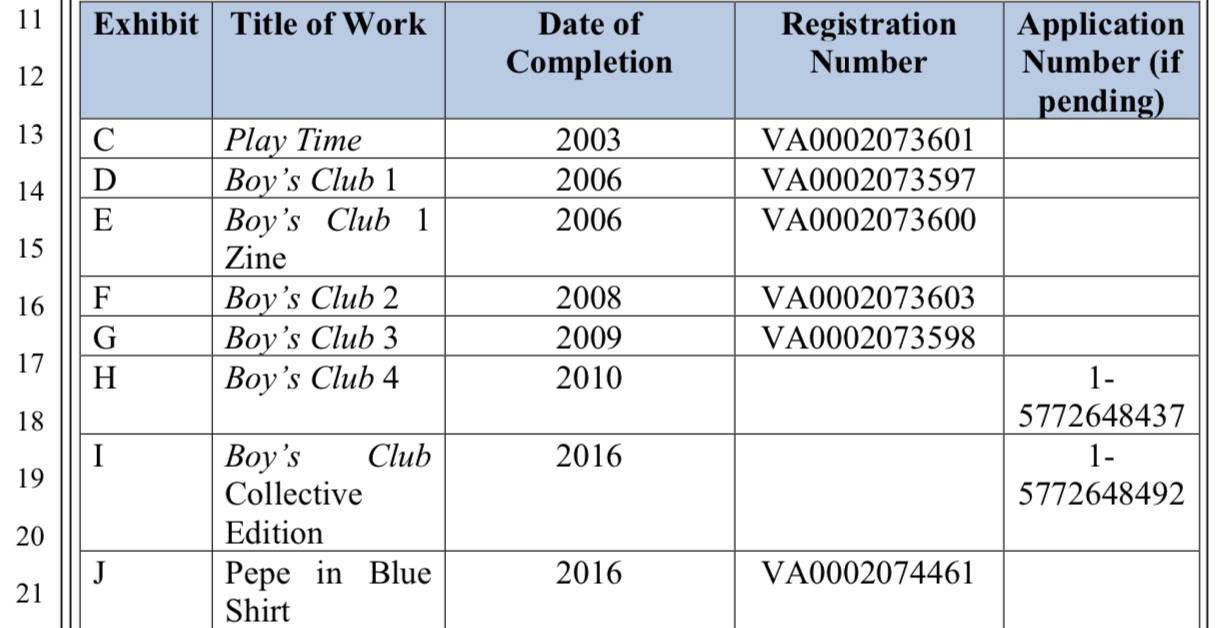 11 Exhibit Title of Work Date of Registration Application
12 Completion Number Number (if
pending)
13 C Play Time 2003 VA0002073601
14 D Boy’s Club 1 2006 VA0002073597
E Boy’s Club 1 2006 VA0002073600
15 Zine
16 F Boy’s Club 2 2008 VA0002073603
G Boy’s Club 3 2009 VA0002073598
17 H Boy’s Club 4 2010 1-
18 5772648437
I Boy’s Club 2016 1-
19 Collective 5772648492
20 Edition
J Pepe in Blue 2016 VA0002074461
21 Shirt